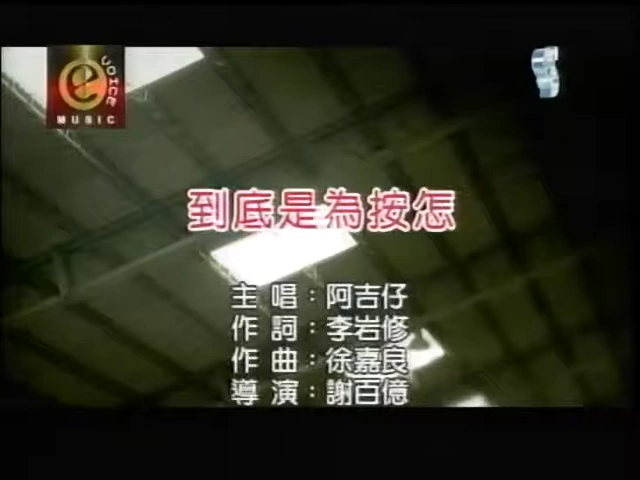 voice
e
MUSIC
到底是為按怎
主 唱：阿吉仔
作 詞：李岩修
作 曲：徐嘉良
導 演：謝百億